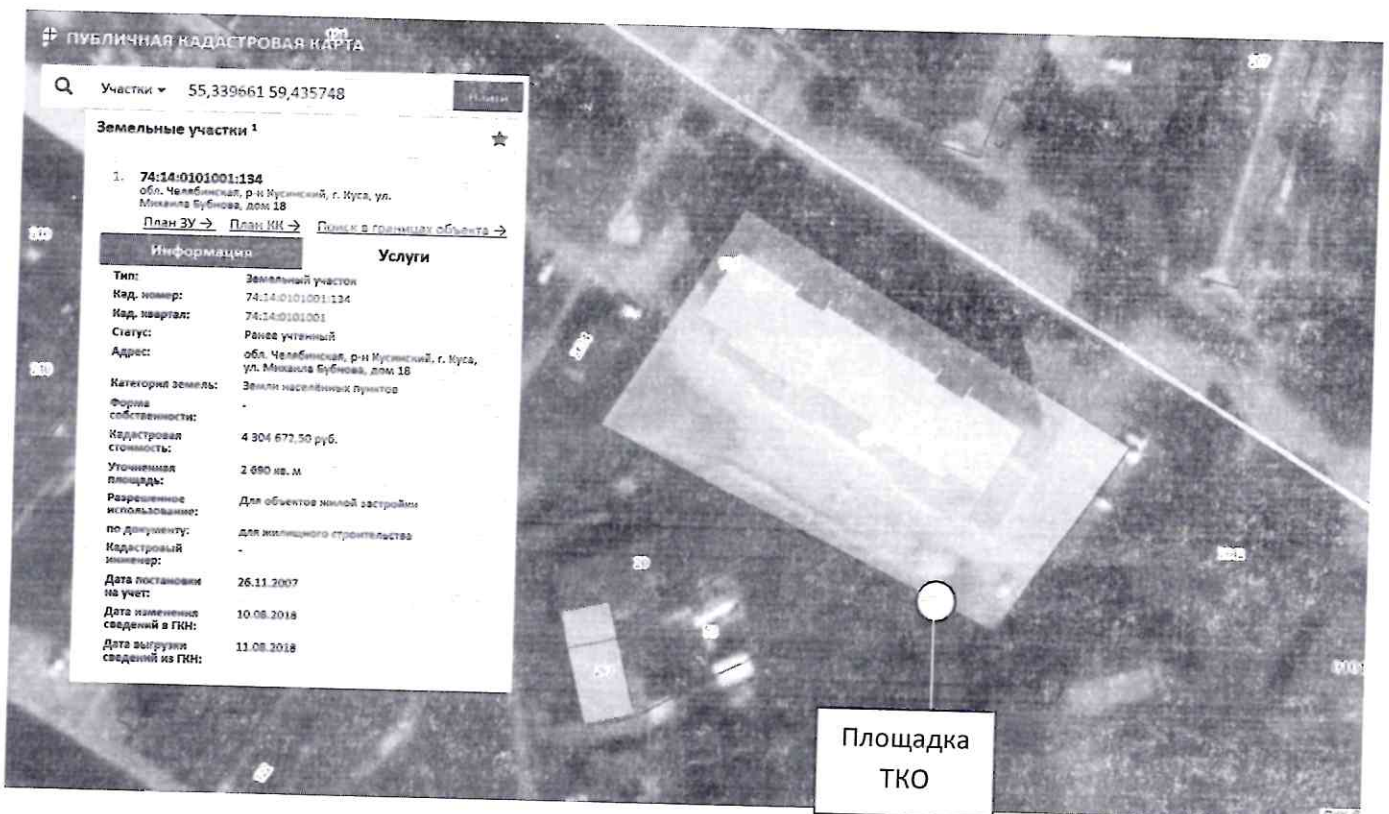 ПУБЛИЧНАЯ КАДАСТРОВАЯ КАРТА
Участки 55,339661 59,435748 Найти
Земельные участки 1
1. 74:14:0101001:134
обл. Челябинская, р-н Кусинский, г. Куса, ул.
Михаила Бубнова, дом 18
План ЗУ → План КК → Поиск в границах объекта →
Информация Услуги
Тип: Земельный участок
Кад. номер: 74:14:0101001:134
Кад. квартал: 74:14:0101001
Статус: Ранее учтенный
Адрес: обл. Челябинская, р-н Кусинский, г. Куса,
ул. Михаила Бубнова, дом 18
Категория земель: Земли населённых пунктов
Форма
собственности: -
Кадастровая
стоимость: 4 304 672,50 руб.
Уточненная
площадь: 2 690 кв. м
Разрешенное
использование: Для объектов жилой застройки
по документу: для жилищного строительства
Кадастровый
инженер: -
Дата постановки
на учет: 26.11.2007
Дата изменения
сведений в ГКН: 10.08.2018
Дата выгрузки
сведений из ГКН: 11.08.2018
20
Площадка
ТКО